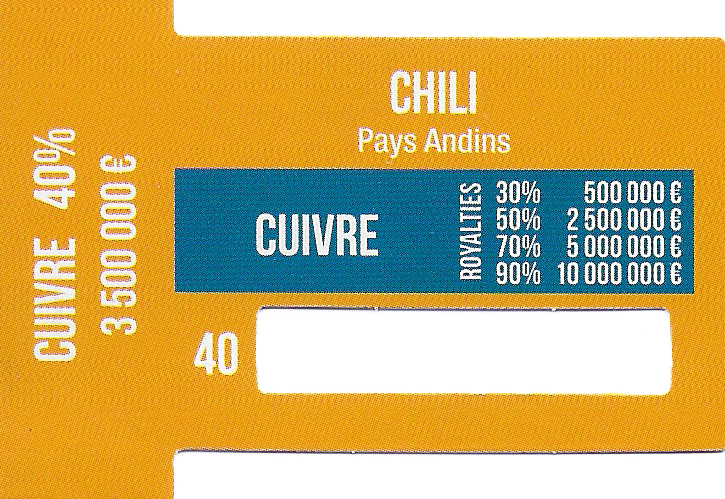 CUIVRE 40%
3 500 000 €
CHILI
Pays Andins
CUIVRE
ROYALTIES
30% 500 000 €
50% 2 500 000 €
70% 5 000 000 €
90% 10 000 000 €
40